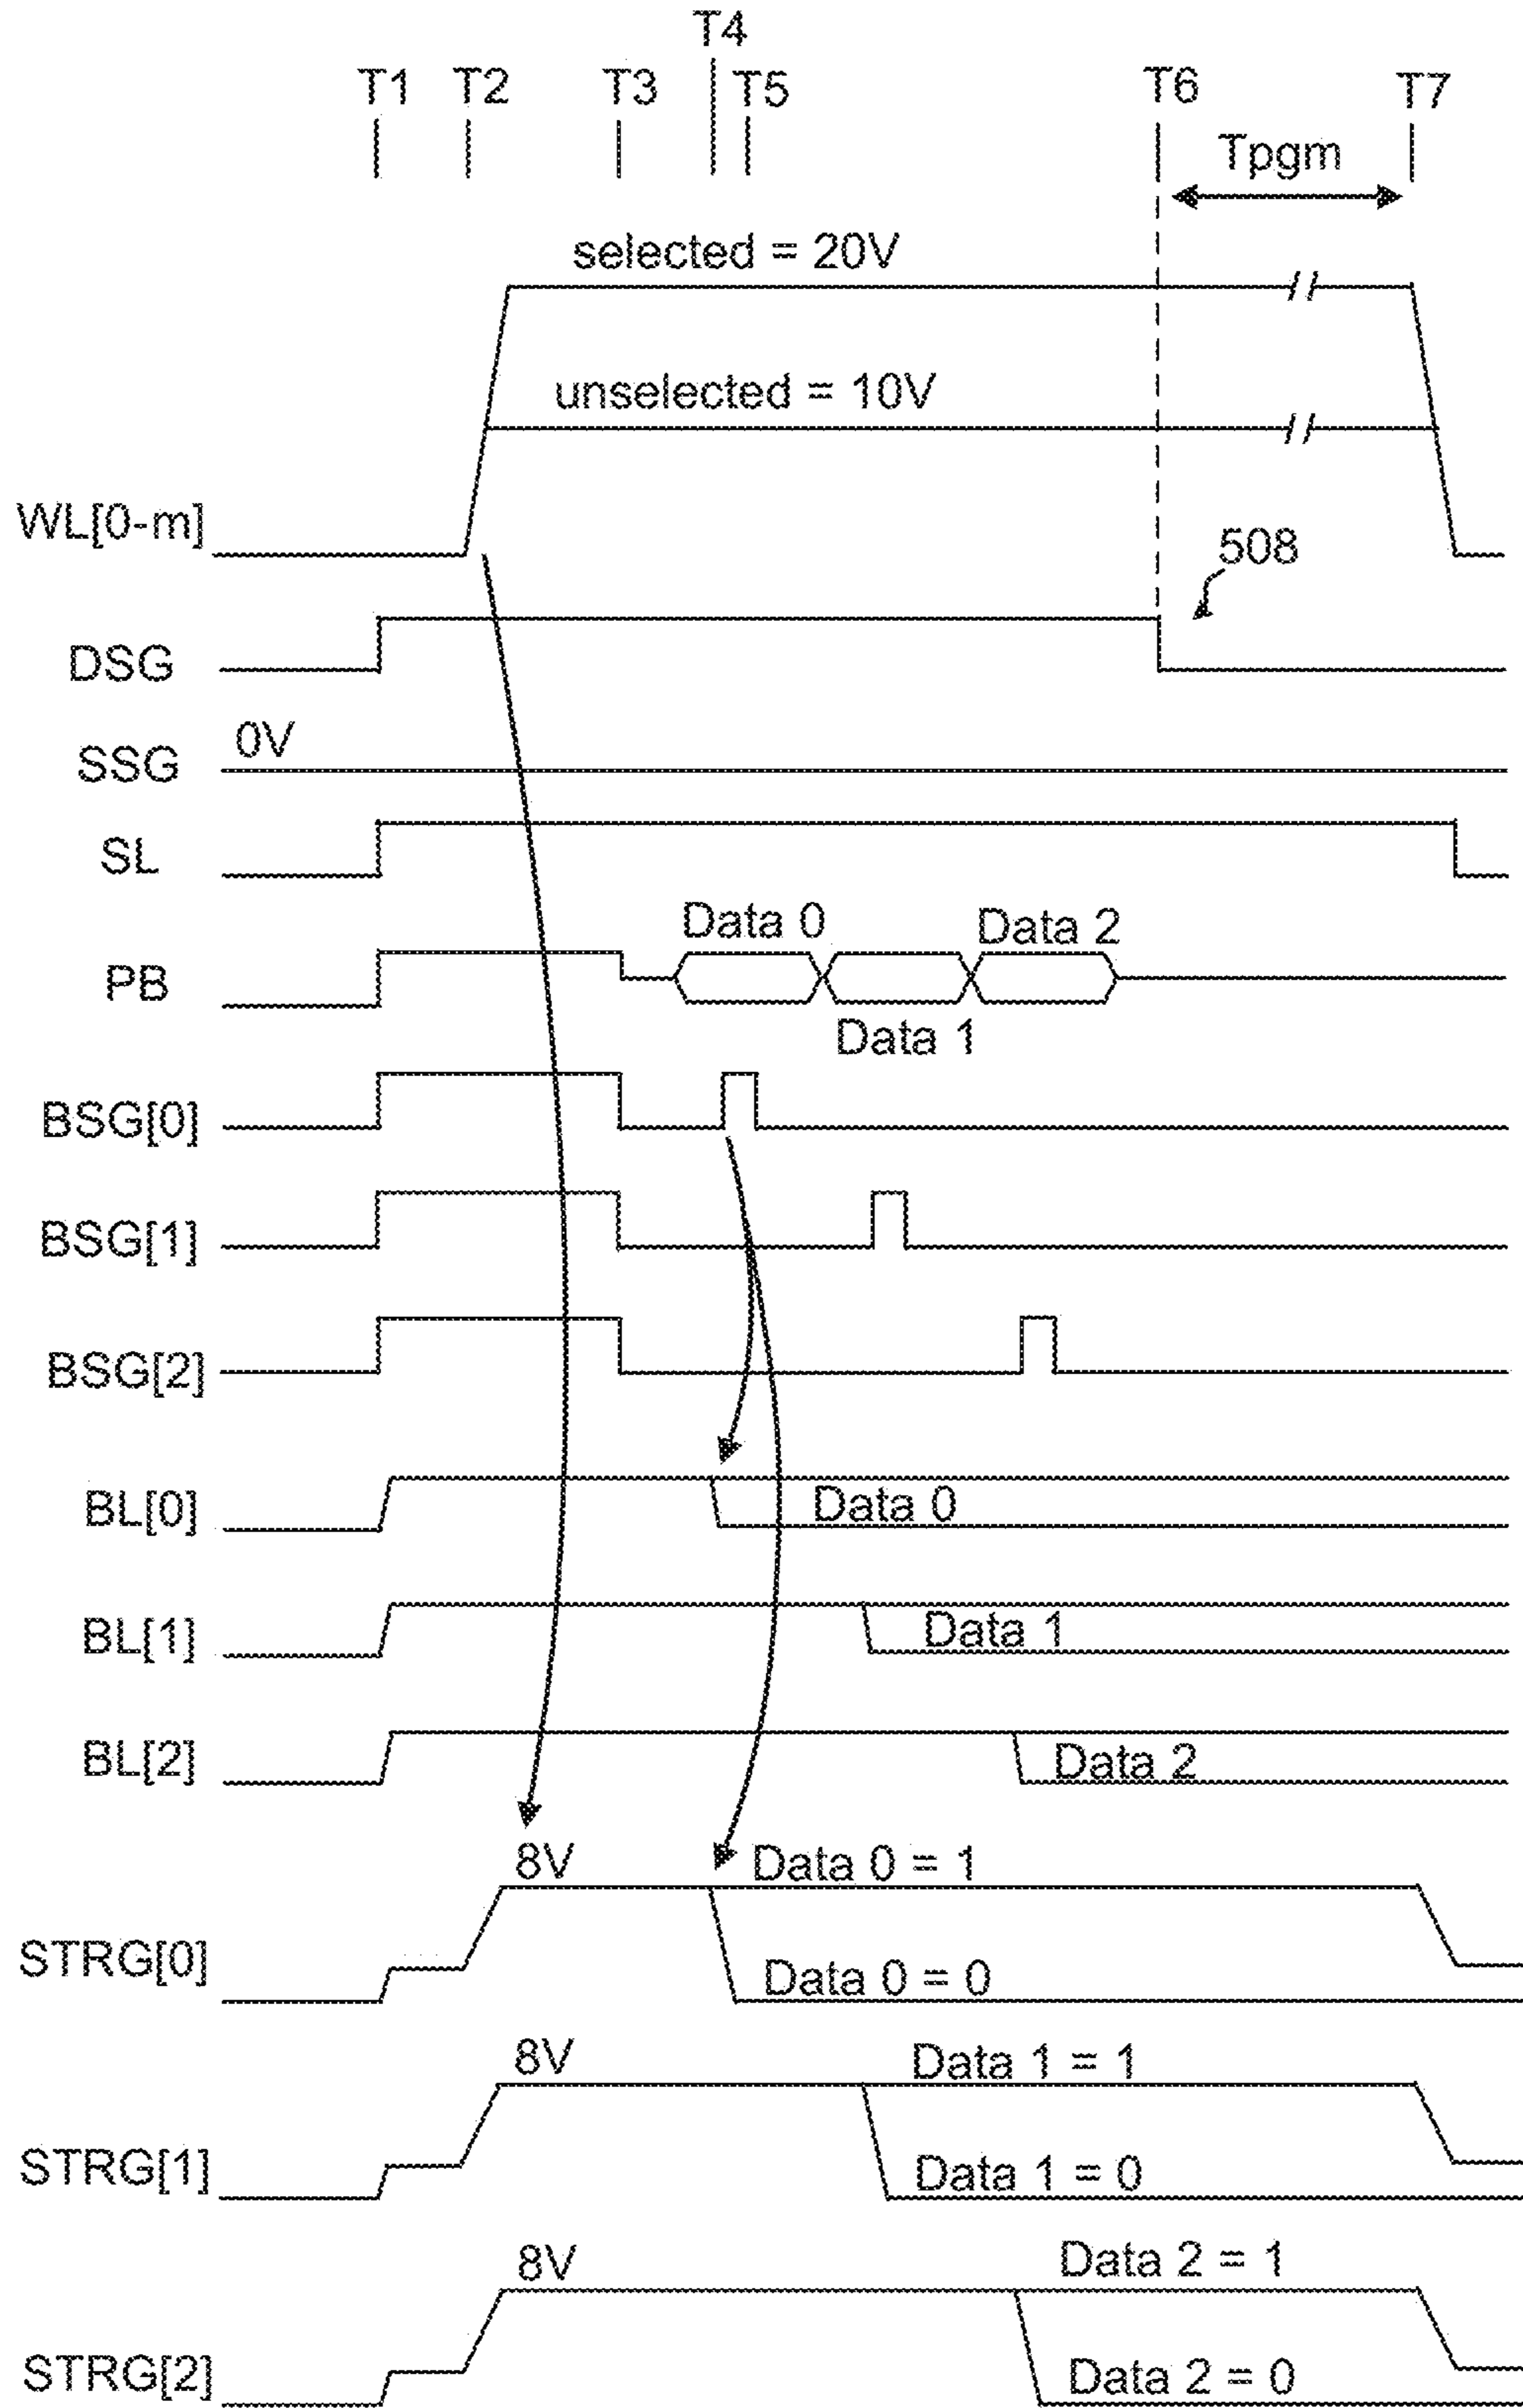 T4
T1 T2 T3 T5 T6 T7
Tpgm
selected = 20V
unselected = 10V
WL[0-m]
508
DSG
0V
SSG
SL
Data 0 Data 2
PB
Data 1
BSG[0]
BSG[1]
BSG[2]
BL[0] Data 0
BL[1] Data 1
BL[2] Data 2
8V Data 0 = 1
STRG[0] Data 0 = 0
8V Data 1 = 1
STRG[1] Data 1 = 0
8V Data 2 = 1
STRG[2] Data 2 = 0